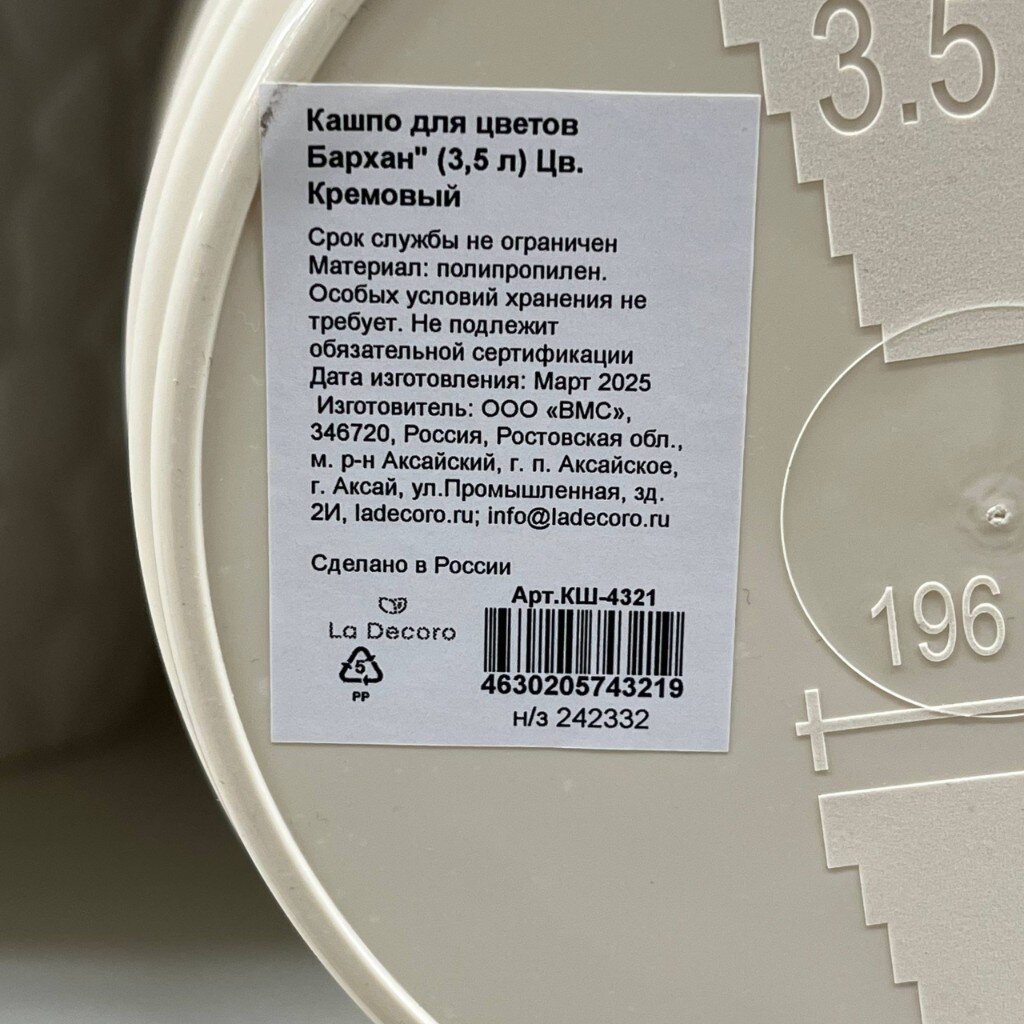 Кашпо для цветов
Бархан" (3,5 л) Цв.
Кремовый
Срок службы не ограничен
Материал: полипропилен.
Особых условий хранения не
требует. Не подлежит
обязательной сертификации
Дата изготовления: Март 2025
Изготовитель: ООО «ВМС»,
346720, Россия, Ростовская обл.,
м. р-н Аксайский, г. п. Аксайское,
г. Аксай, ул.Промышленная, зд.
2И, ladecoro.ru; info@ladecoro.ru
Сделано в России
La Decoro
5
PP
Арт.КШ-4321
4630205743219
н/з 242332
3.5
196